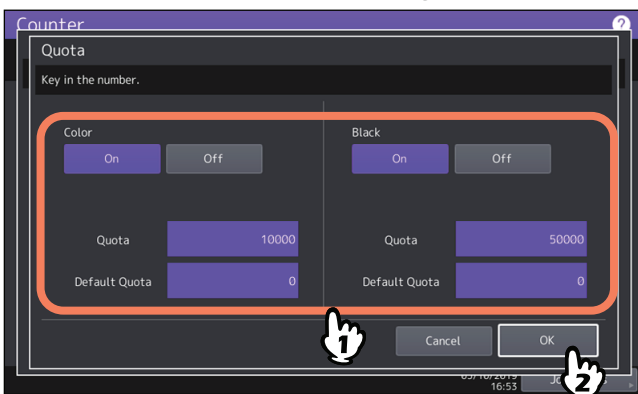 Counter ?
Quota
Key in the number.
Color Black
On Off On Off
Quota 10000 Quota 50000
Default Quota 0 Default Quota 0
1
Cancel OK
2
16:53